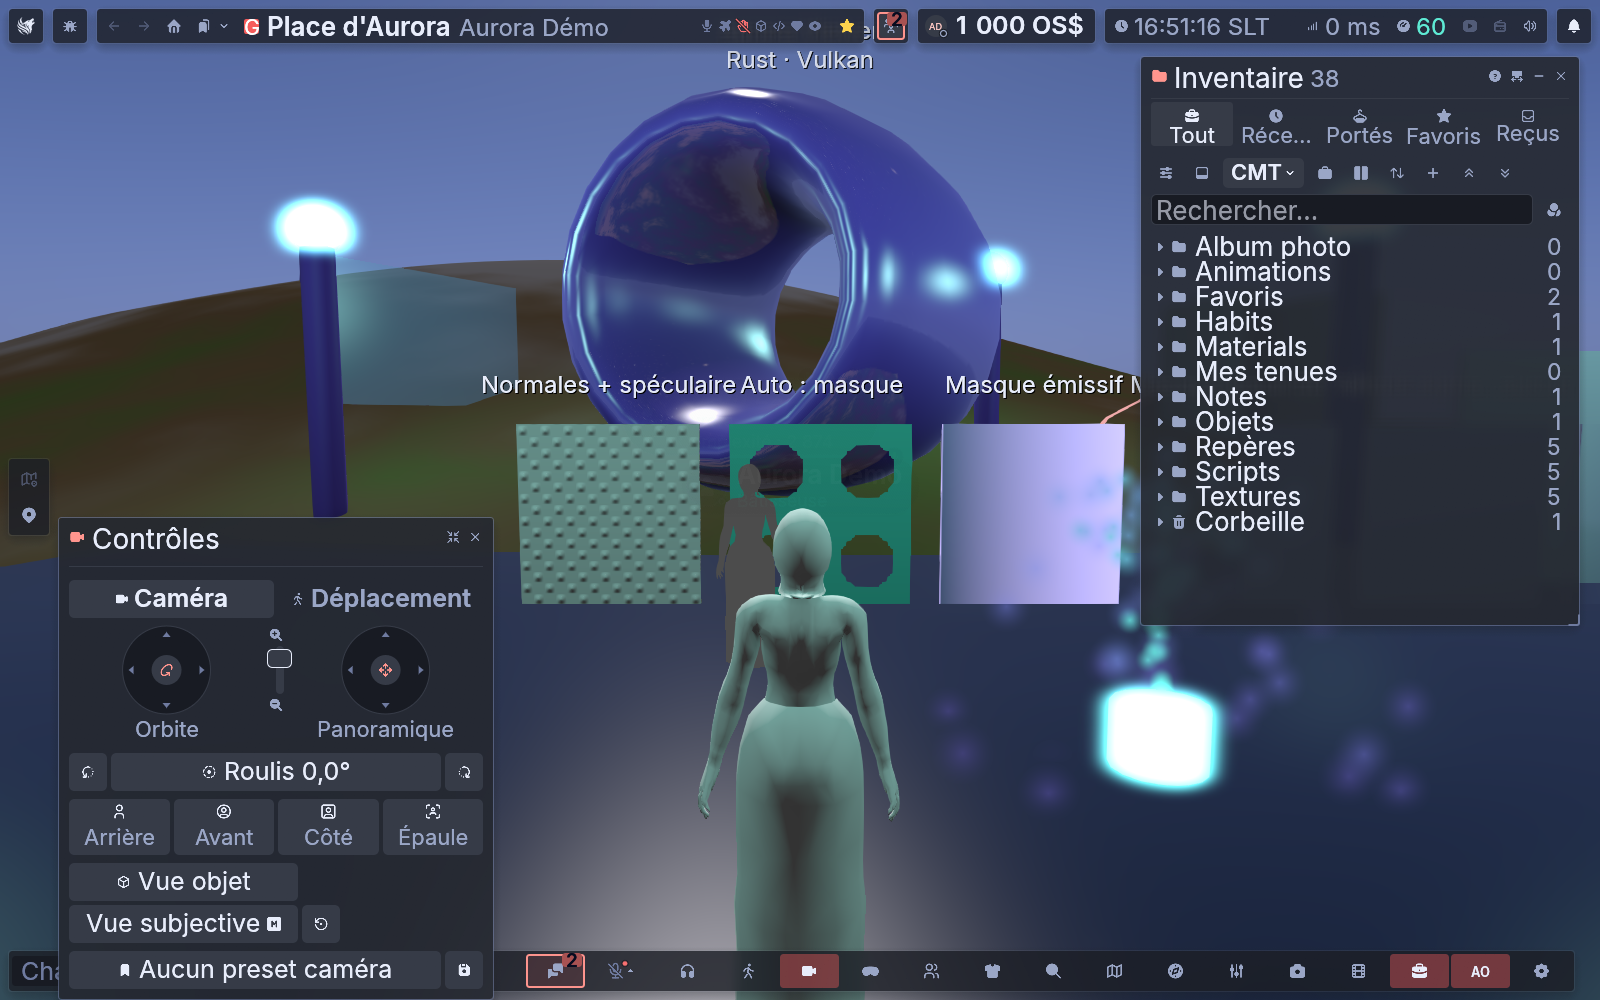 G Place d'Aurora Aurora Démo
2
AD 1 000 OS$
16:51:16 SLT 0 ms 60
Rust · Vulkan
Inventaire 38
Tout Réce... Portés Favoris Reçus
CMT
Rechercher...
Album photo 0
Animations 0
Favoris 2
Habits 1
Materials 1
Mes tenues 0
Notes 1
Objets 1
Repères 5
Scripts 5
Textures 5
Corbeille 1
Normales + spéculaire
Auto : masque
Masque émissif
Contrôles
Caméra Déplacement
Orbite Panoramique
Roulis 0,0°
Arrière Avant Côté Épaule
Vue objet
Vue subjective M
Aucun preset caméra
Cha
2
AO